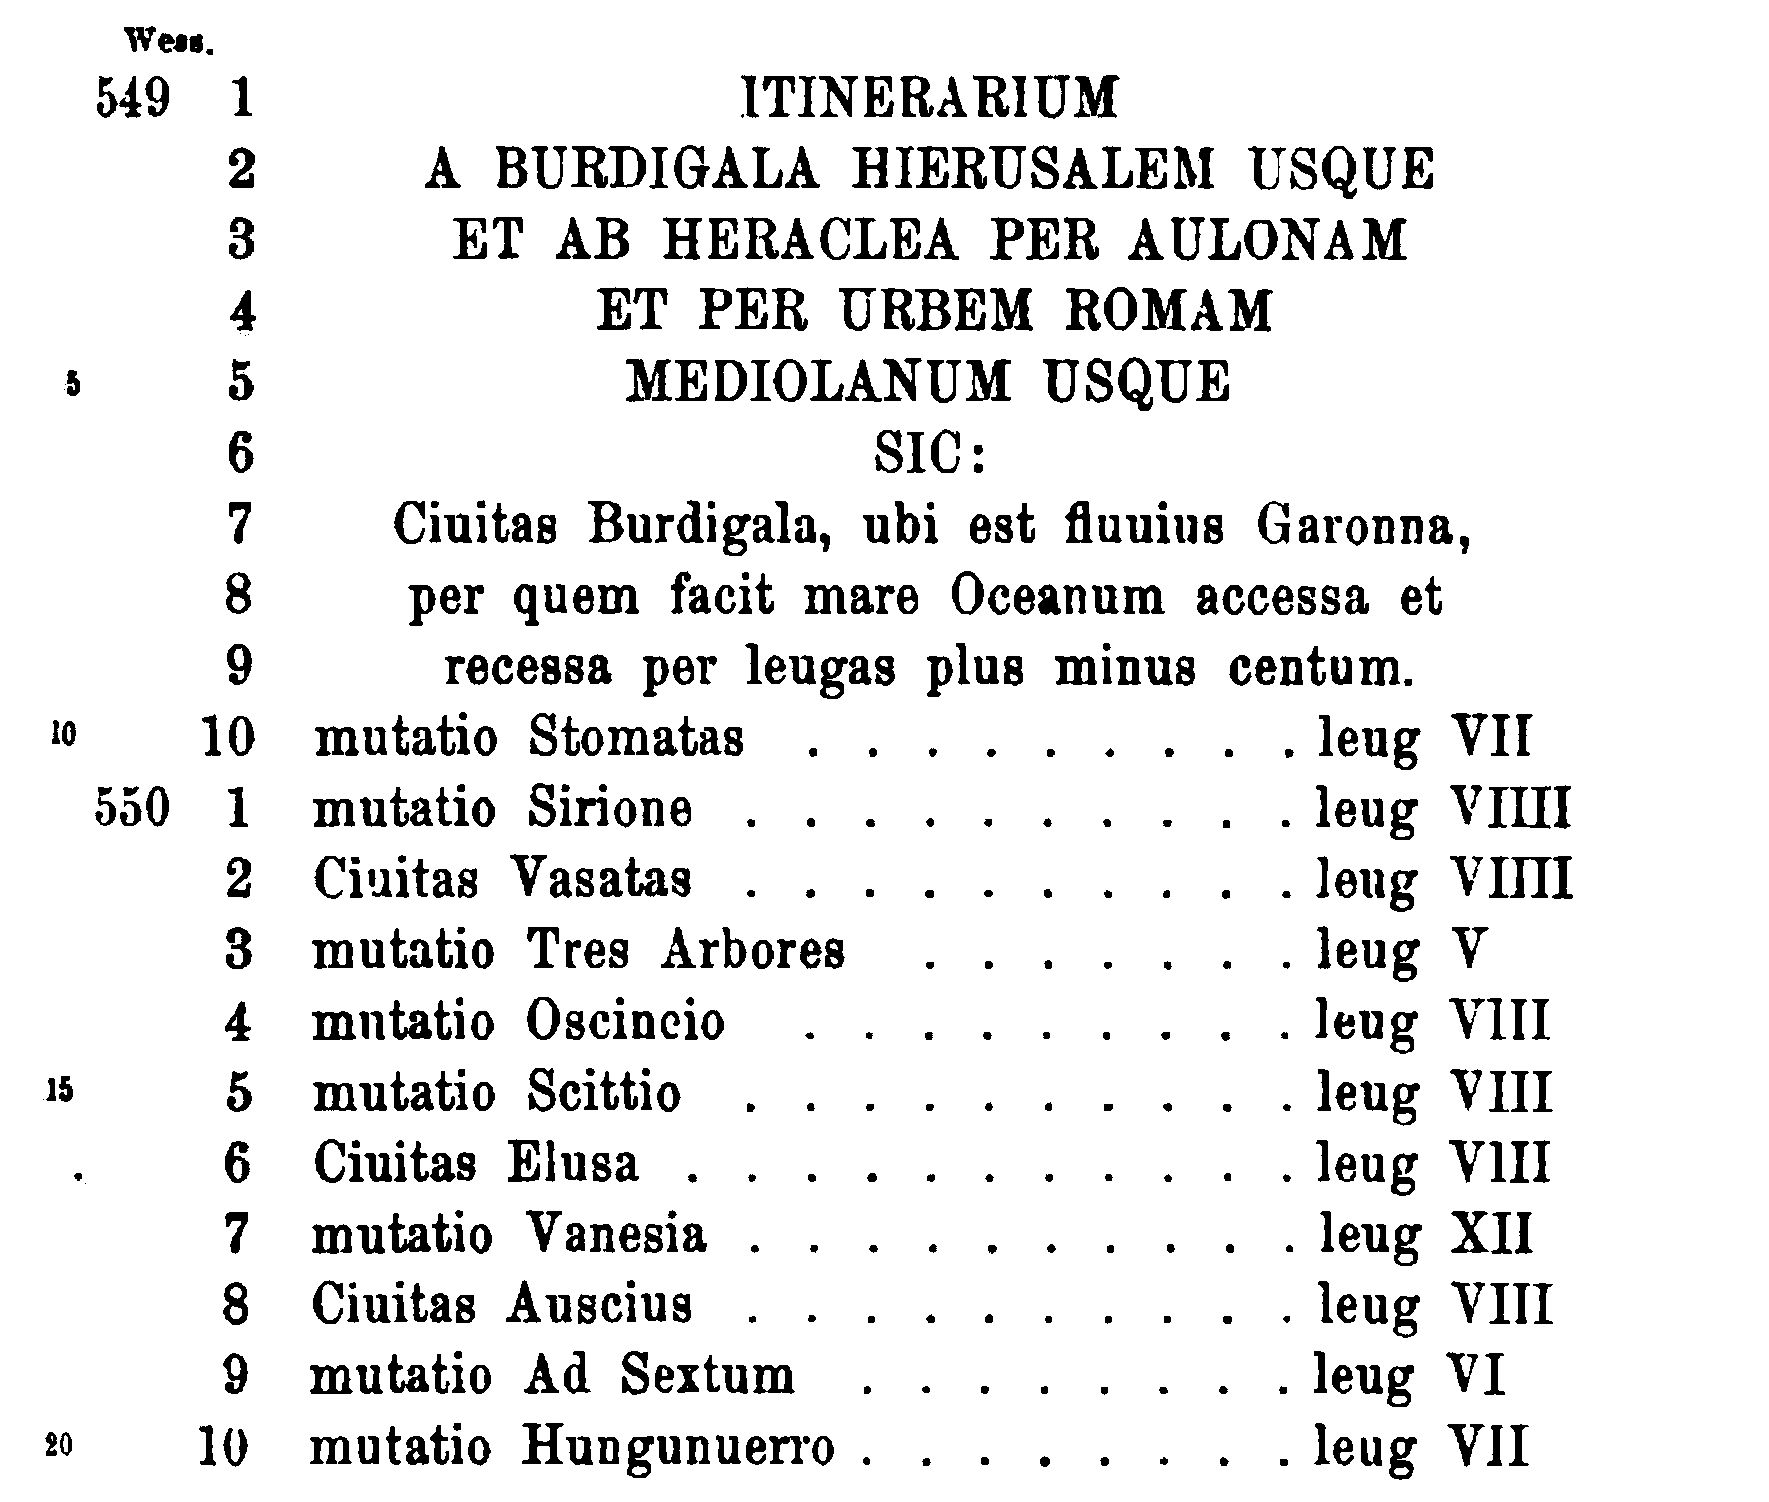 Wess.
549 1 ITINERARIUM
2 A BURDIGALA HIERUSALEM USQUE
3 ET AB HERACLEA PER AULONAM
4 ET PER URBEM ROMAM
5 5 MEDIOLANUM USQUE
6 SIC:
7 Ciuitas Burdigala, ubi est fluuius Garonna,
8 per quem facit mare Oceanum accessa et
9 recessa per leugas plus minus centum.
10 10 mutatio Stomatas . . . . . . . . . leug VII
550 1 mutatio Sirione . . . . . . . . . . leug VIIII
2 Ciuitas Vasatas . . . . . . . . . . leug VIIII
3 mutatio Tres Arbores . . . . . . . leug V
4 mutatio Oscincio . . . . . . . . . leug VIII
15 5 mutatio Scittio . . . . . . . . . . leug VIII
6 Ciuitas Elusa . . . . . . . . . . . leug VIII
7 mutatio Vanesia . . . . . . . . . . leug XII
8 Ciuitas Auscius . . . . . . . . . . leug VIII
9 mutatio Ad Sextum . . . . . . . . leug VI
20 10 mutatio Hungunuerro . . . . . . . . leug VII